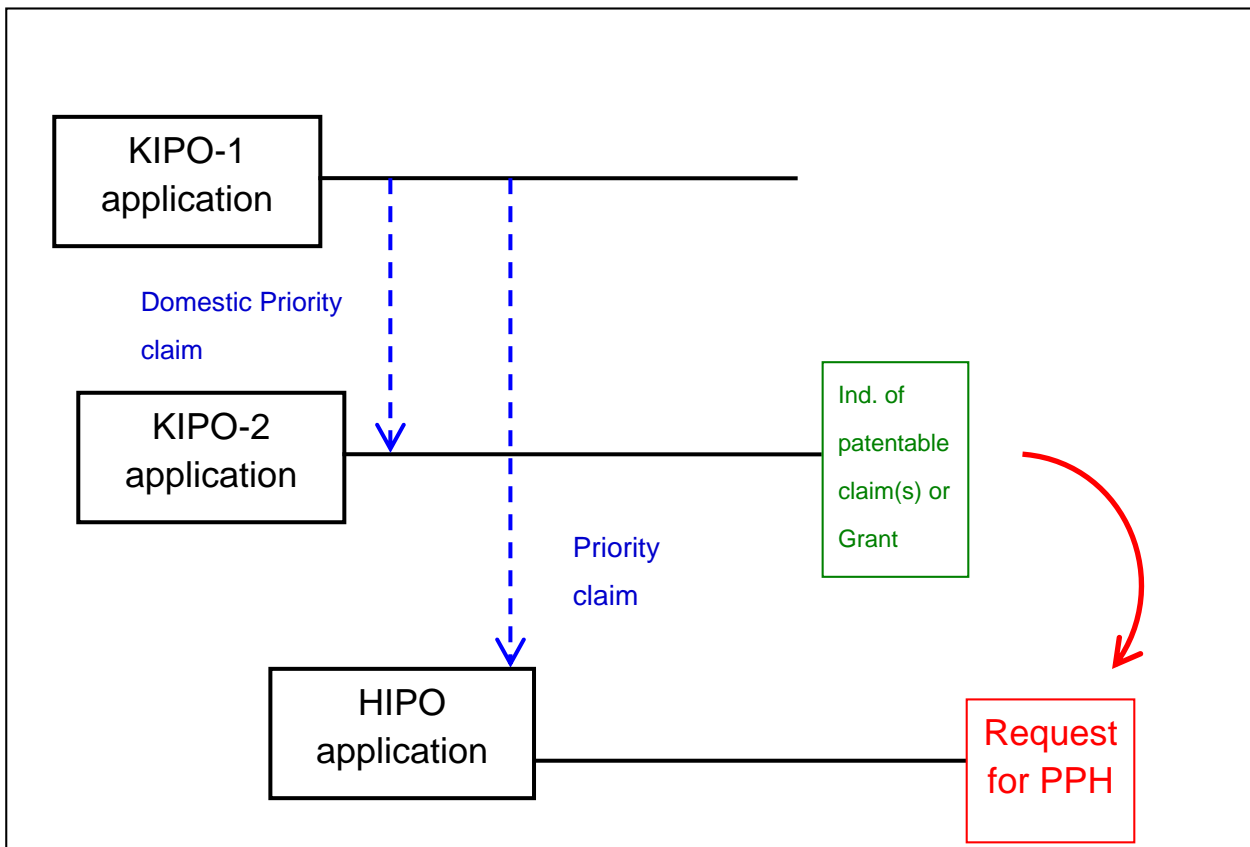 KIPO-1
application
Domestic Priority
claim
KIPO-2
application
Ind. of
patentable
claim(s) or
Grant
Priority
claim
HIPO
application
Request
for PPH